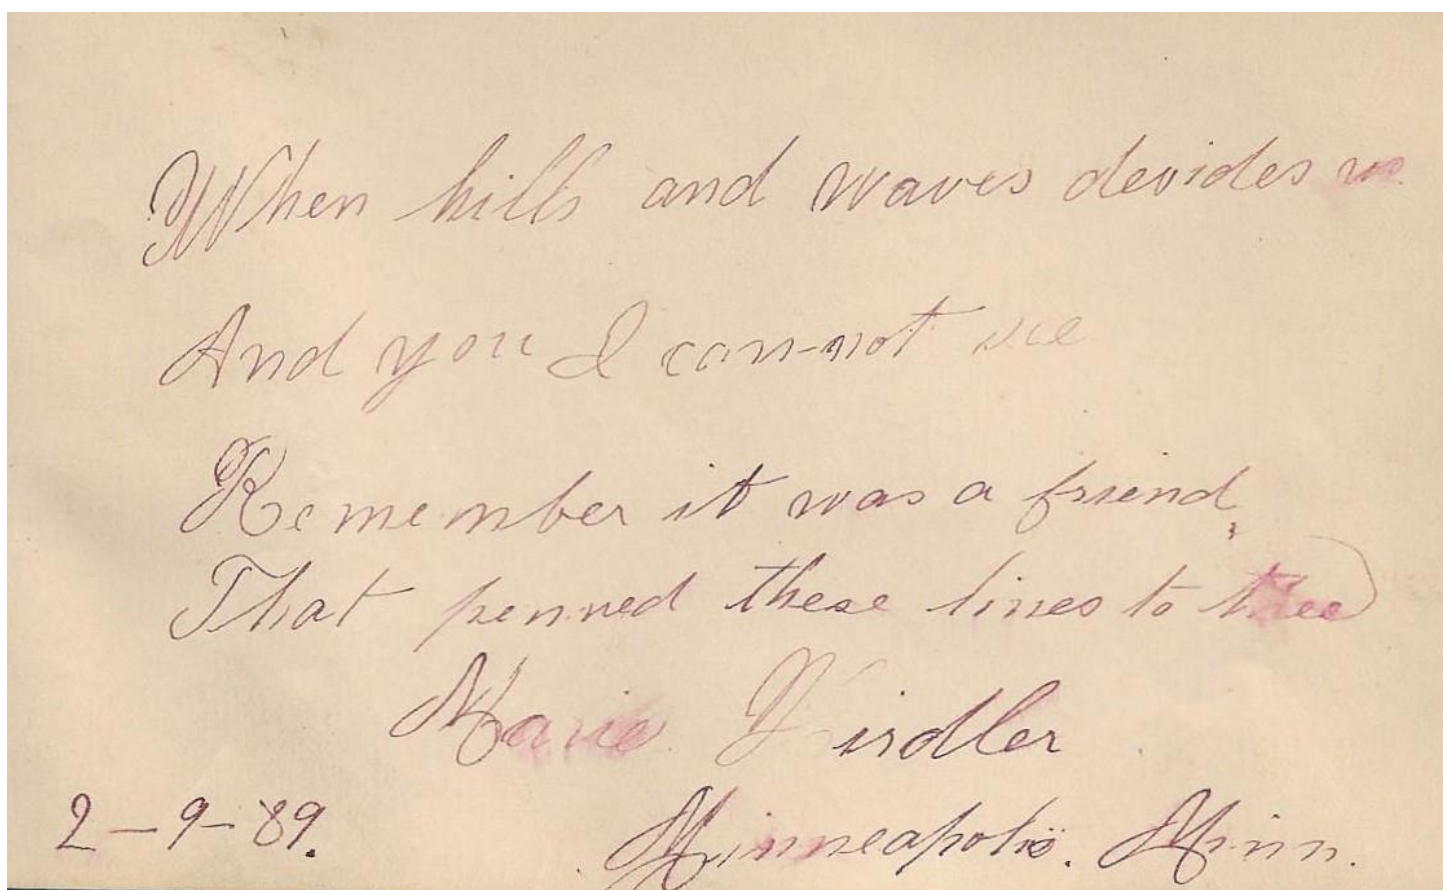 When hills and waves devides us
And you I can-not see
Remember it was a friend,
That penned these lines to thee
Marie
2-9-89.
Minneapolis. Minn.